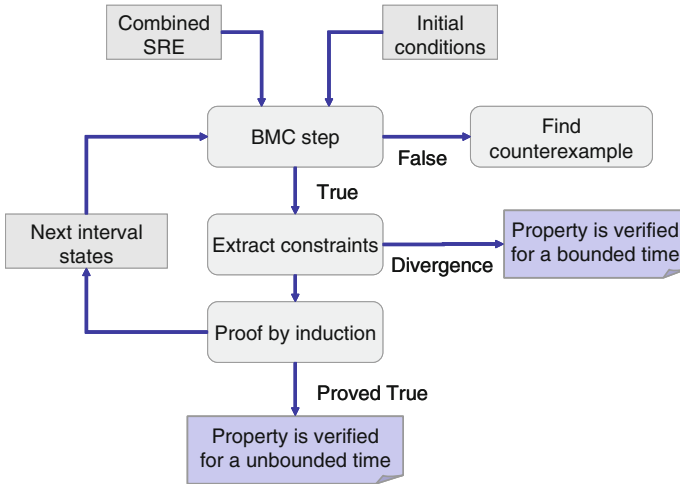 Combined
SRE
Initial
conditions
BMC step
False
Find
counterexample
True
Next interval
states
Extract constraints
Divergence
Property is verified
for a bounded time
Proof by induction
Proved True
Property is verified
for a unbounded time